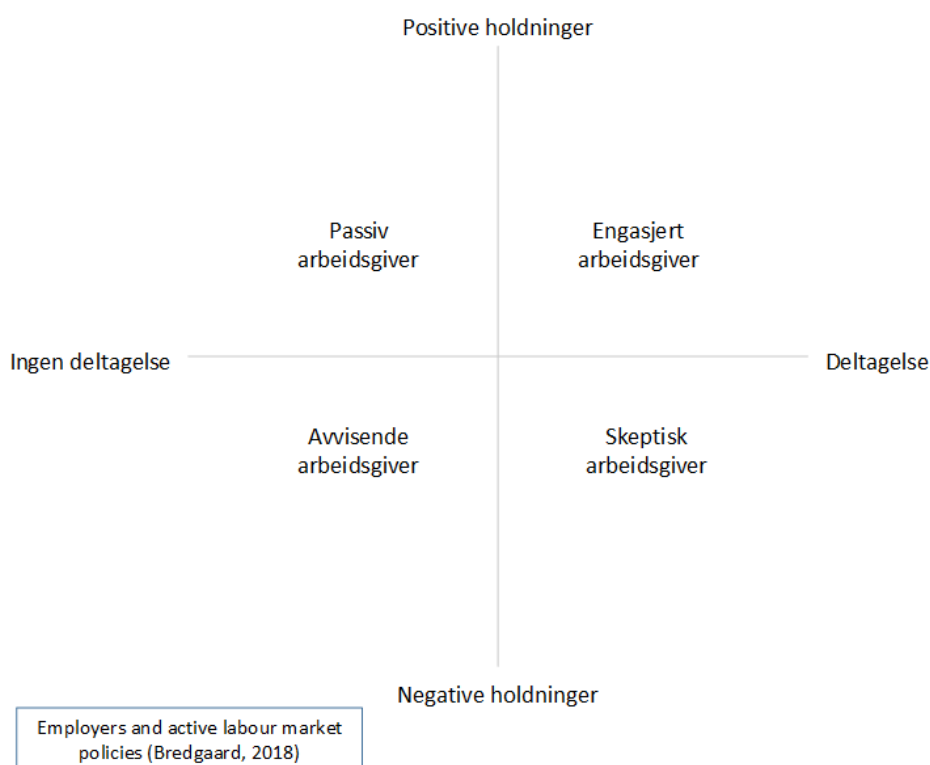 Positive holdninger
Passiv
arbeidsgiver
Engasjert
arbeidsgiver
Ingen deltagelse
Deltagelse
Avvisende
arbeidsgiver
Skeptisk
arbeidsgiver
Negative holdninger
Employers and active labour market
policies (Bredgaard, 2018)